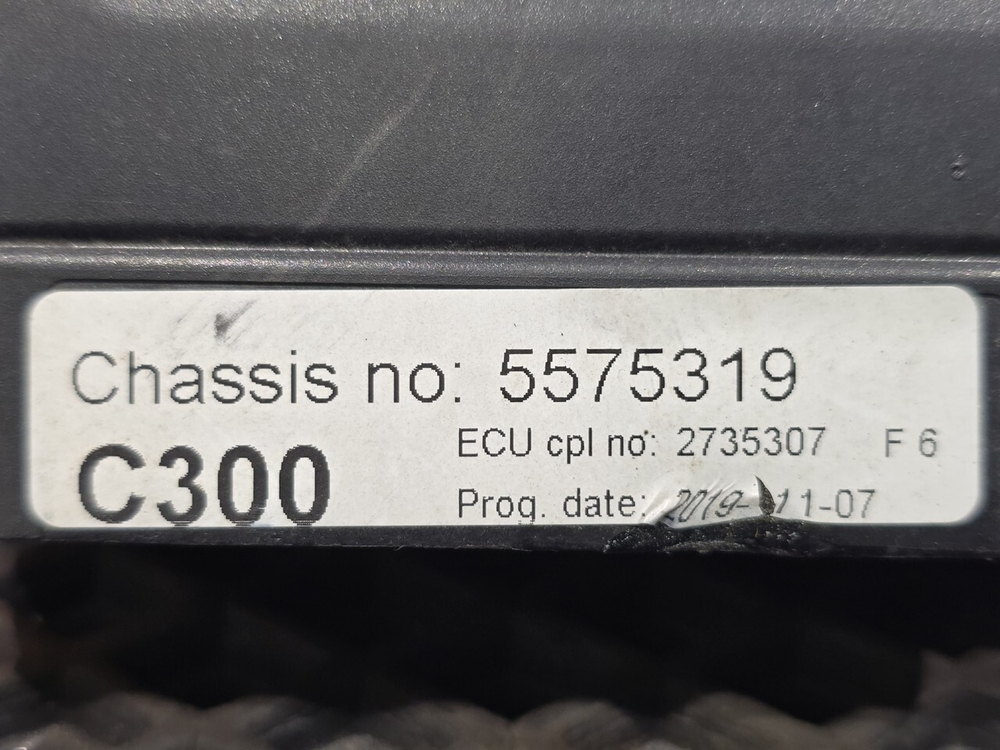 Chassis no: 5575319
C300
ECU cpl no: 2735307 F 6
Prog. date: 2019-11-07